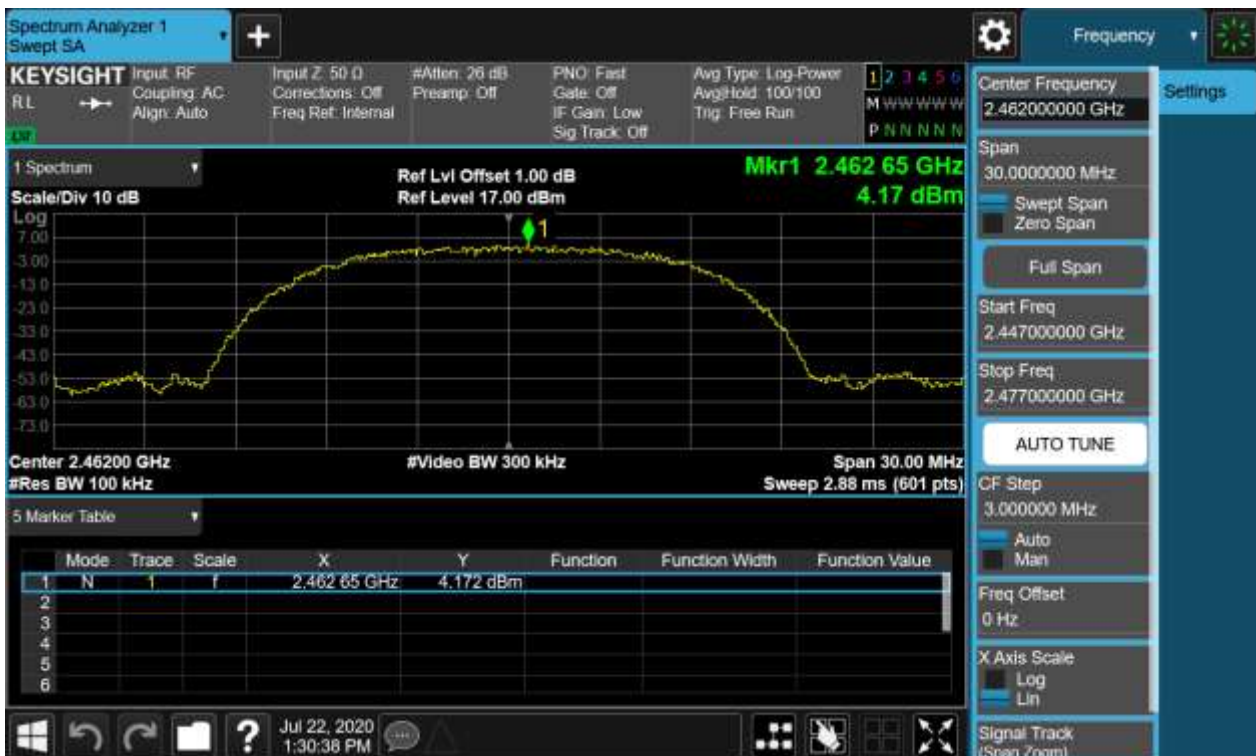 Spectrum Analyzer 1
Swept SA
Frequency
KEYSIGHT
RL
Input: RF
Coupling: AC
Align: Auto
Input Z: 50 Ω
Corrections: Off
Freq Ref: Internal
#Atten: 26 dB
Preamp: Off
PNO: Fast
Gate: Off
IF Gain: Low
Sig Track: Off
Avg Type: Log-Power
Avg|Hold: 100/100
Trig: Free Run
1 2 3 4 5 6
M W W W W W
P N N N N N
1 Spectrum
Scale/Div 10 dB
Ref Lvl Offset 1.00 dB
Ref Level 17.00 dBm
Mkr1 2.462 65 GHz
4.17 dBm
Log
7.00
-3.00
-13.0
-23.0
-33.0
-43.0
-53.0
-63.0
-73.0
1
Center 2.46200 GHz
#Video BW 300 kHz
Span 30.00 MHz
#Res BW 100 kHz
Sweep 2.88 ms (601 pts)
5 Marker Table
Mode Trace Scale X Y Function Function Width Function Value
1 N 1 f 2.462 65 GHz 4.172 dBm
2
3
4
5
6
?
Jul 22, 2020
1:30:38 PM
Center Frequency
2.462000000 GHz
Settings
Span
30.0000000 MHz
Swept Span
Zero Span
Full Span
Start Freq
2.447000000 GHz
Stop Freq
2.477000000 GHz
AUTO TUNE
CF Step
3.000000 MHz
Auto
Man
Freq Offset
0 Hz
X Axis Scale
Log
Lin
Signal Track
(Span Zoom)